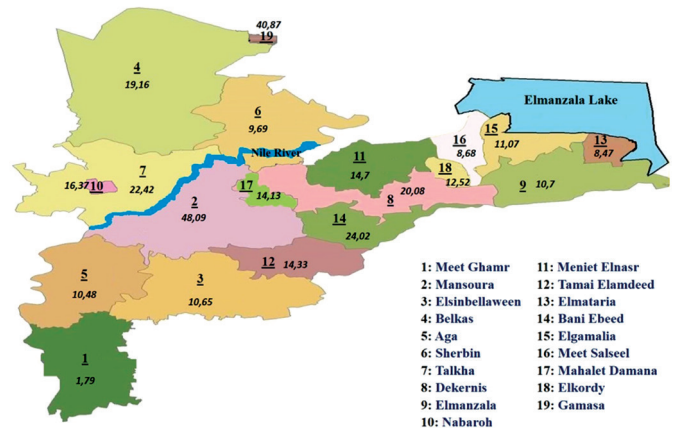 40,87
19
4
19,16
6
9,69
Elmanzala Lake
Nile River
16
8,68
15
11,07
13
8,47
11
14,7
18
12,52
7
22,42
16,37
10
17
14,13
2
48,09
20,08
8
9
10,7
14
24,02
12
14,33
5
10,48
3
10,65
1
1,79
1: Meet Ghamr
2: Mansoura
3: Elsinbellaween
4: Belkas
5: Aga
6: Sherbin
7: Talkha
8: Dekernis
9: Elmanzala
10: Nabaroh
11: Meniet Elnasr
12: Tamai Elamdeed
13: Elmataria
14: Bani Ebeed
15: Elgamalia
16: Meet Salseel
17: Mahalet Damana
18: Elkordy
19: Gamasa